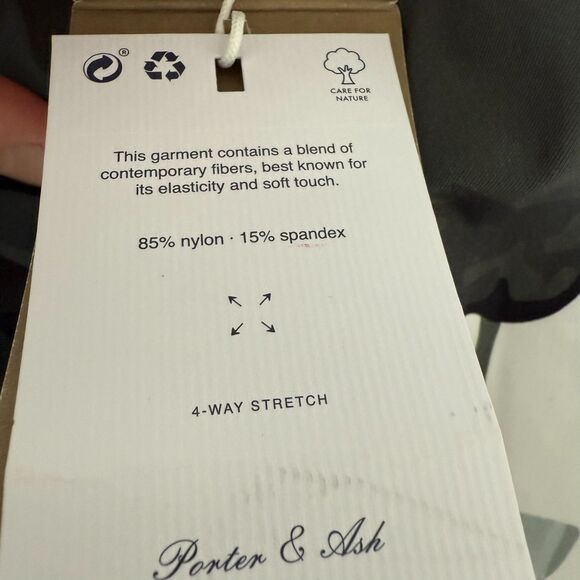 ®
CARE FOR
NATURE
This garment contains a blend of
contemporary fibers, best known for
its elasticity and soft touch.
85% nylon · 15% spandex
4-WAY STRETCH
Porter & Ash